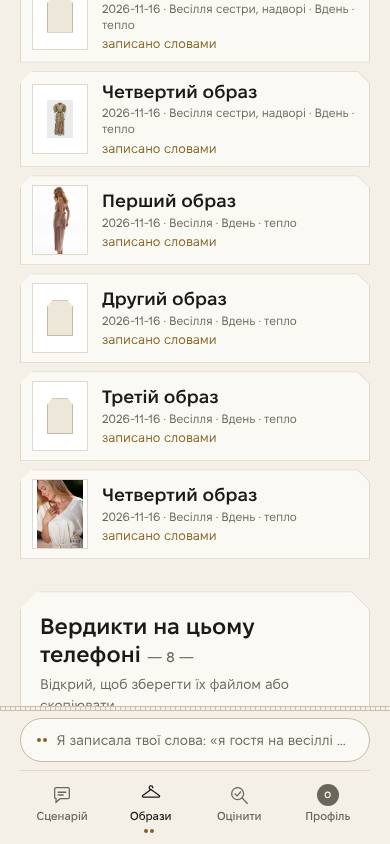 2026-11-16 · Весілля сестри, надворі · Вдень ·
тепло
записано словами
Четвертий образ
2026-11-16 · Весілля сестри, надворі · Вдень ·
тепло
записано словами
Перший образ
2026-11-16 · Весілля · Вдень · тепло
записано словами
Другий образ
2026-11-16 · Весілля · Вдень · тепло
записано словами
Третій образ
2026-11-16 · Весілля · Вдень · тепло
записано словами
Четвертий образ
2026-11-16 · Весілля · Вдень · тепло
записано словами
Вердикти на цьому
телефоні — 8 —
Відкрий, щоб зберегти їх файлом або
скопіювати.
Я записала твої слова: «я гостя на весіллі ...
Сценарій
Образи
Оцінити
О
Профіль